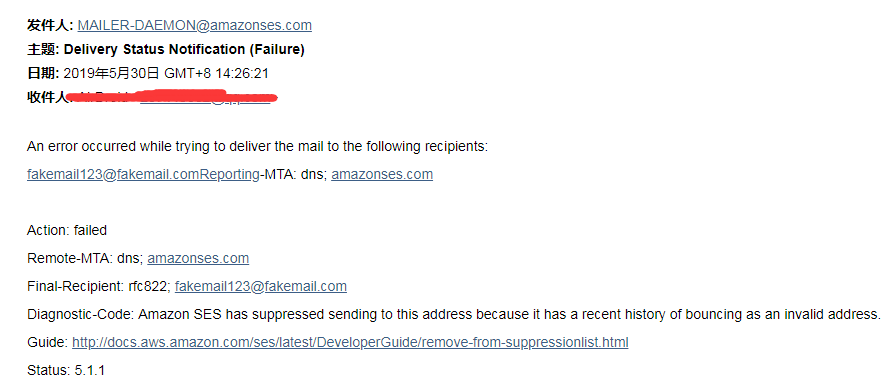 发件人: MAILER-DAEMON@amazonses.com
主题: Delivery Status Notification (Failure)
日期: 2019年5月30日 GMT+8 14:26:21
收件人
An error occurred while trying to deliver the mail to the following recipients:
fakemail123@fakemail.comReporting-MTA: dns; amazonses.com
Action: failed
Remote-MTA: dns; amazonses.com
Final-Recipient: rfc822; fakemail123@fakemail.com
Diagnostic-Code: Amazon SES has suppressed sending to this address because it has a recent history of bouncing as an invalid address.
Guide: http://docs.aws.amazon.com/ses/latest/DeveloperGuide/remove-from-suppressionlist.html
Status: 5.1.1